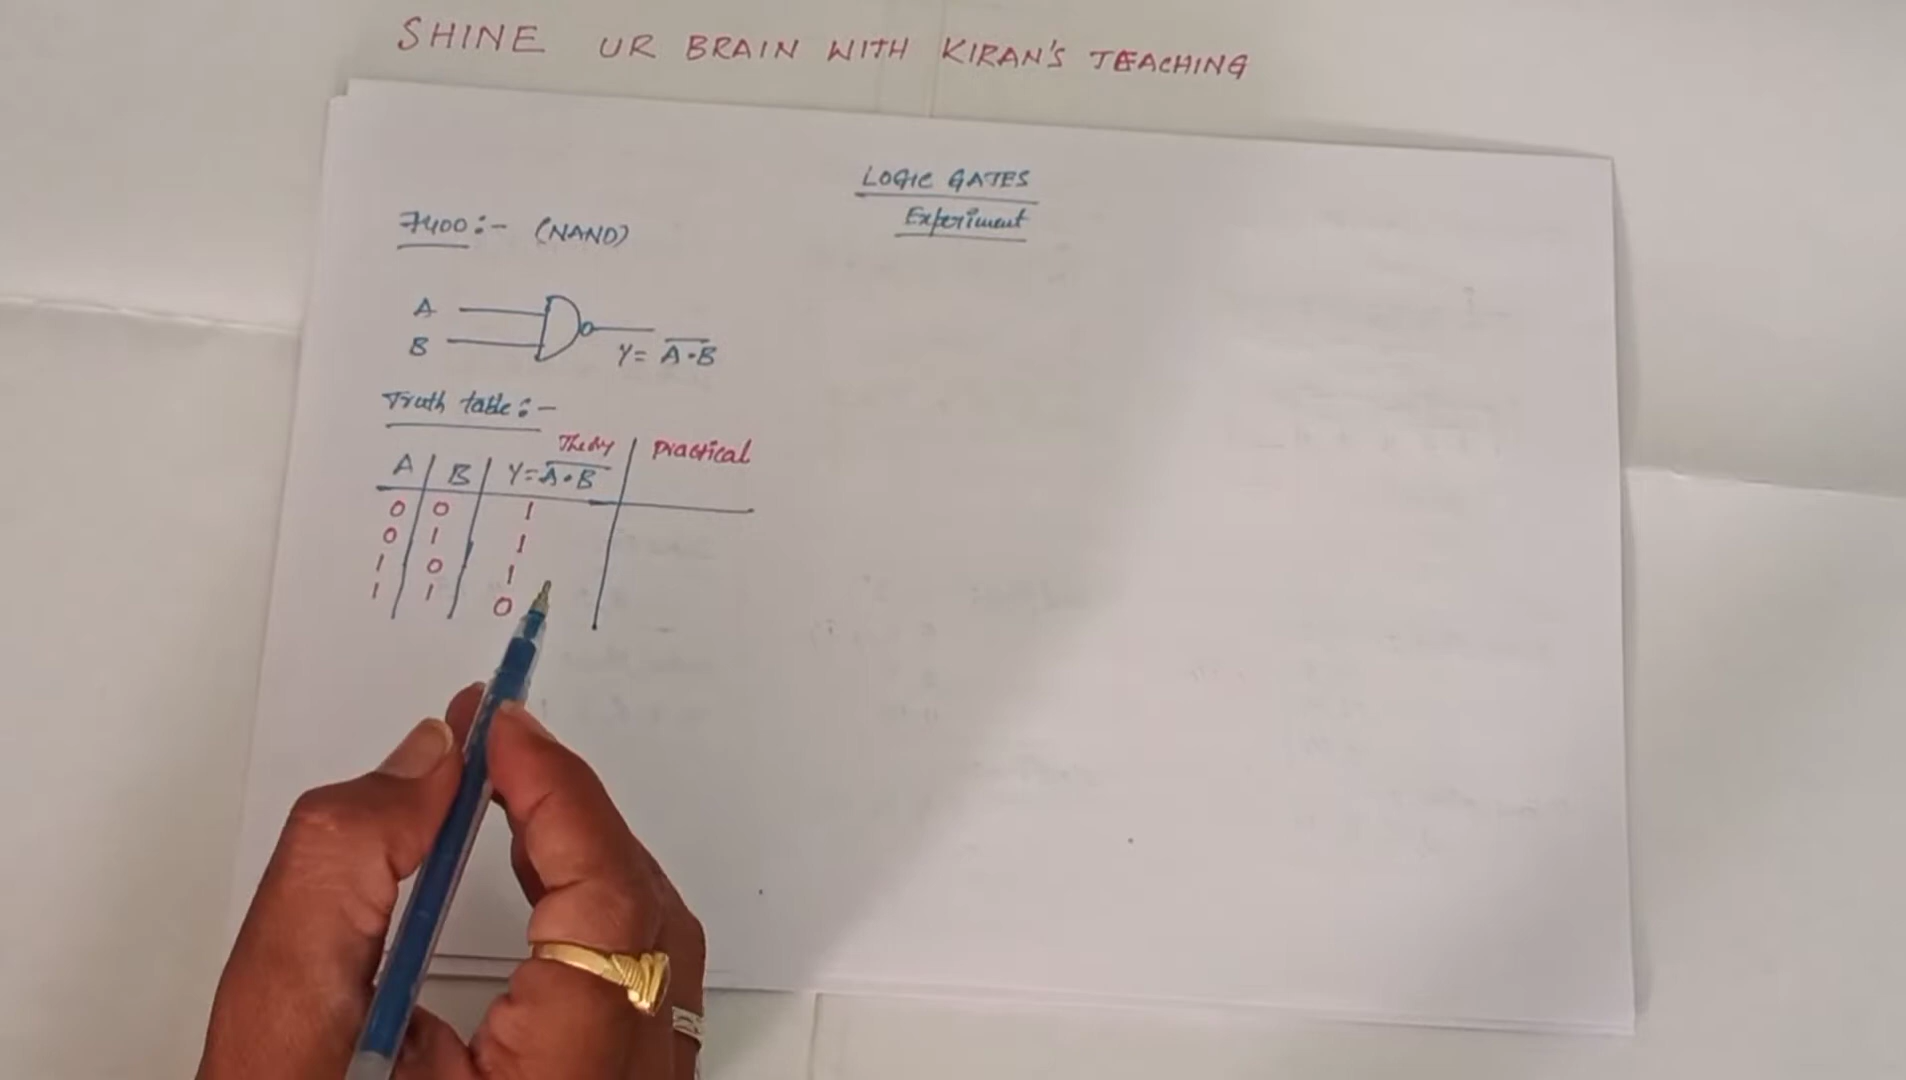 SHINE UR BRAIN WITH KIRAN'S TEACHING
LOGIC GATES
Experiment
7400:- (NAND)
A
B
Y= A·B
Truth table:-
Theory Practical
A B Y=A·B
0 0 1
0 1 1
1 0 1
1 1 0